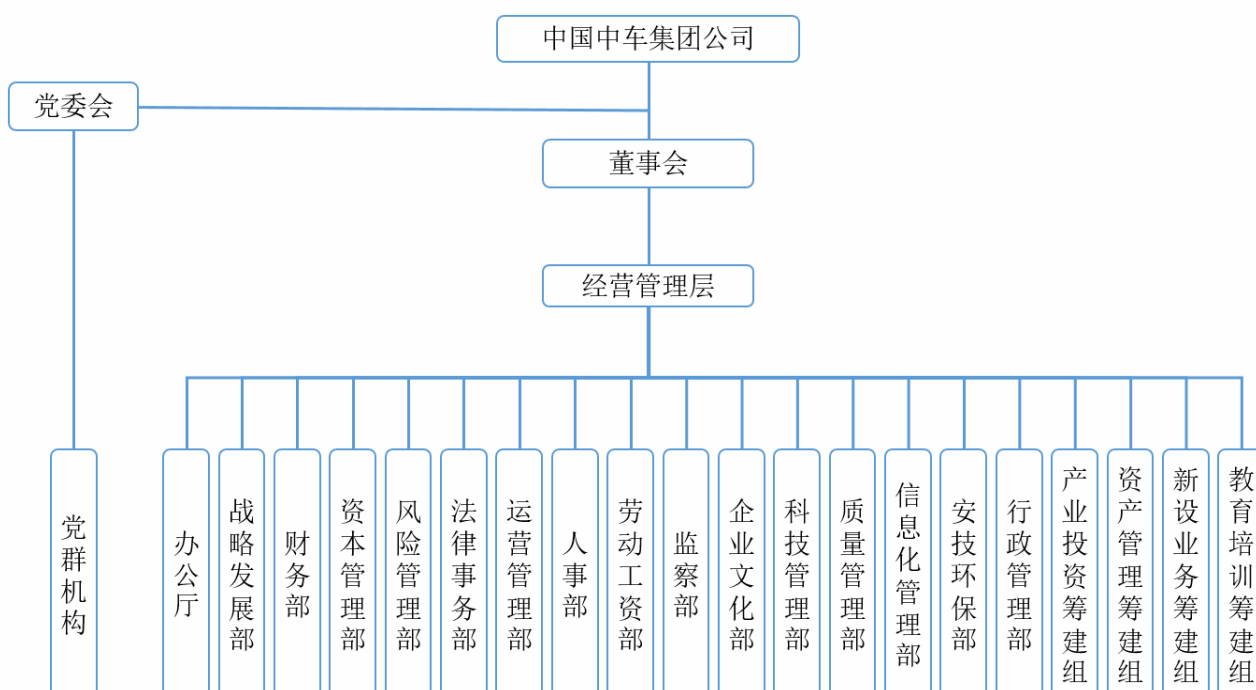 中国中车集团公司
党委会
董事会
经营管理层
党群机构
办公厅
战略发展部
财务部
资本管理部
风险管理部
法律事务部
运营管理部
人事部
劳动工资部
监察部
企业文化部
科技管理部
质量管理部
信息化管理部
安技环保部
行政管理部
产业投资筹建组
资产管理筹建组
新设业务筹建组
教育培训筹建组